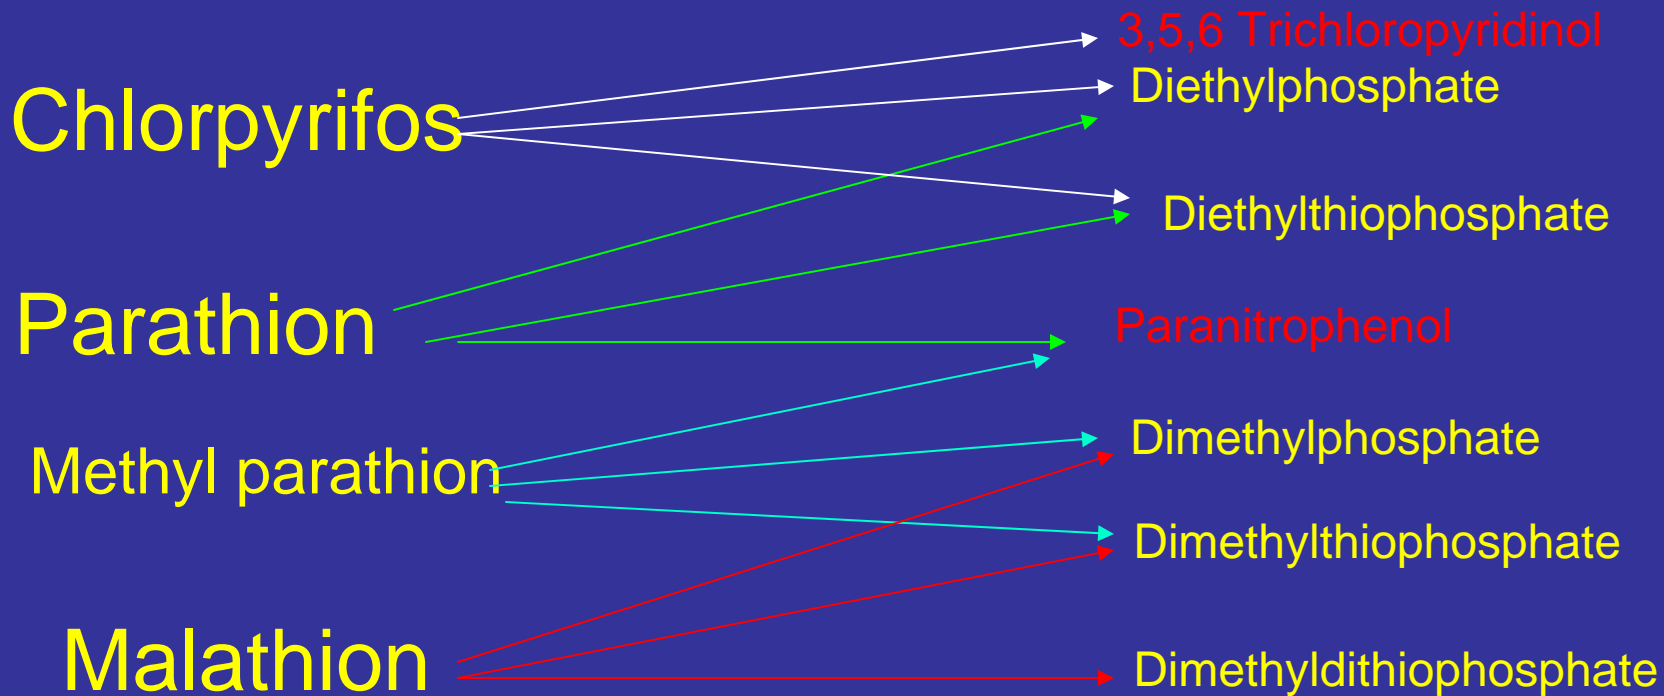 3,5,6 Trichloropyridinol
Diethylphosphate
Chlorpyrifos
Diethylthiophosphate
Parathion
Paranitrophenol
Methyl parathion
Dimethylphosphate
Dimethylthiophosphate
Malathion
Dimethyldithiophosphate